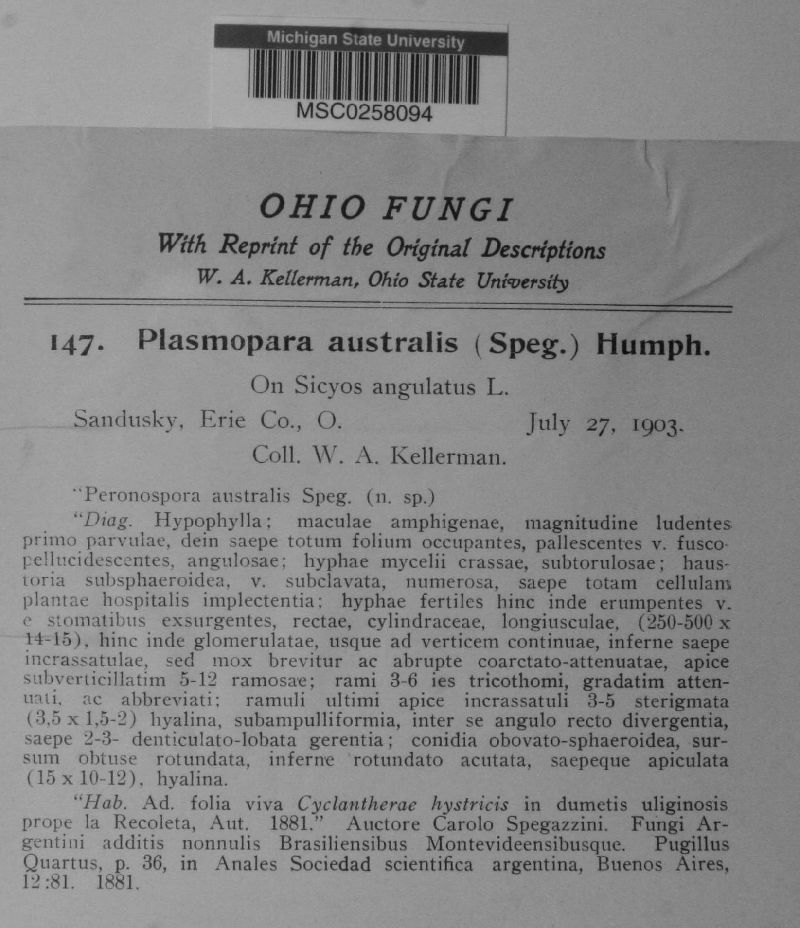 Michigan State University
MSC0258094
OHIO FUNGI
With Reprint of the Original Descriptions
W. A. Kellerman, Ohio State University
147. Plasmopara australis (Speg.) Humph.
On Sicyos angulatus L.
Sandusky, Erie Co., O. July 27, 1903.
Coll. W. A. Kellerman.
"Peronospora australis Speg. (n. sp.)
"Diag. Hypophylla; maculae amphigenae, magnitudine ludentes
primo parvulae, dein saepe totum folium occupantes, pallescentes v. fusco-
pellucidescentes, angulosae; hyphae mycelii crassae, subtorulosae; haus-
toria subsphaeroidea, v. subclavata, numerosa, saepe totam cellulam
plantae hospitalis implectentia; hyphae fertiles hinc inde erumpentes v.
e stomatibus exsurgentes, rectae, cylindraceae, longiusculae, (250-500 x
14-15), hinc inde glomerulatae, usque ad verticem continuae, inferne saepe
incrassatulae, sed mox brevitur ac abrupte coarctato-attenuatae, apice
subverticillatim 5-12 ramosae; rami 3-6 ies tricothomi, gradatim atten-
uati, ac abbreviati; ramuli ultimi apice incrassatuli 3-5 sterigmata
(3,5 x 1,5-2) hyalina, subampulliformia, inter se angulo recto divergentia,
saepe 2-3- denticulato-lobata gerentia; conidia obovato-sphaeroidea, sur-
sum obtuse rotundata, inferne rotundato acutata, saepeque apiculata
(15 x 10-12), hyalina.
"Hab. Ad. folia viva Cyclantherae hystricis in dumetis uliginosis
prope la Recoleta, Aut. 1881." Auctore Carolo Spegazzini. Fungi Ar-
gentini additis nonnulis Brasiliensibus Montevideensibusque. Pugillus
Quartus, p. 36, in Anales Sociedad scientifica argentina, Buenos Aires,
12:81. 1881.